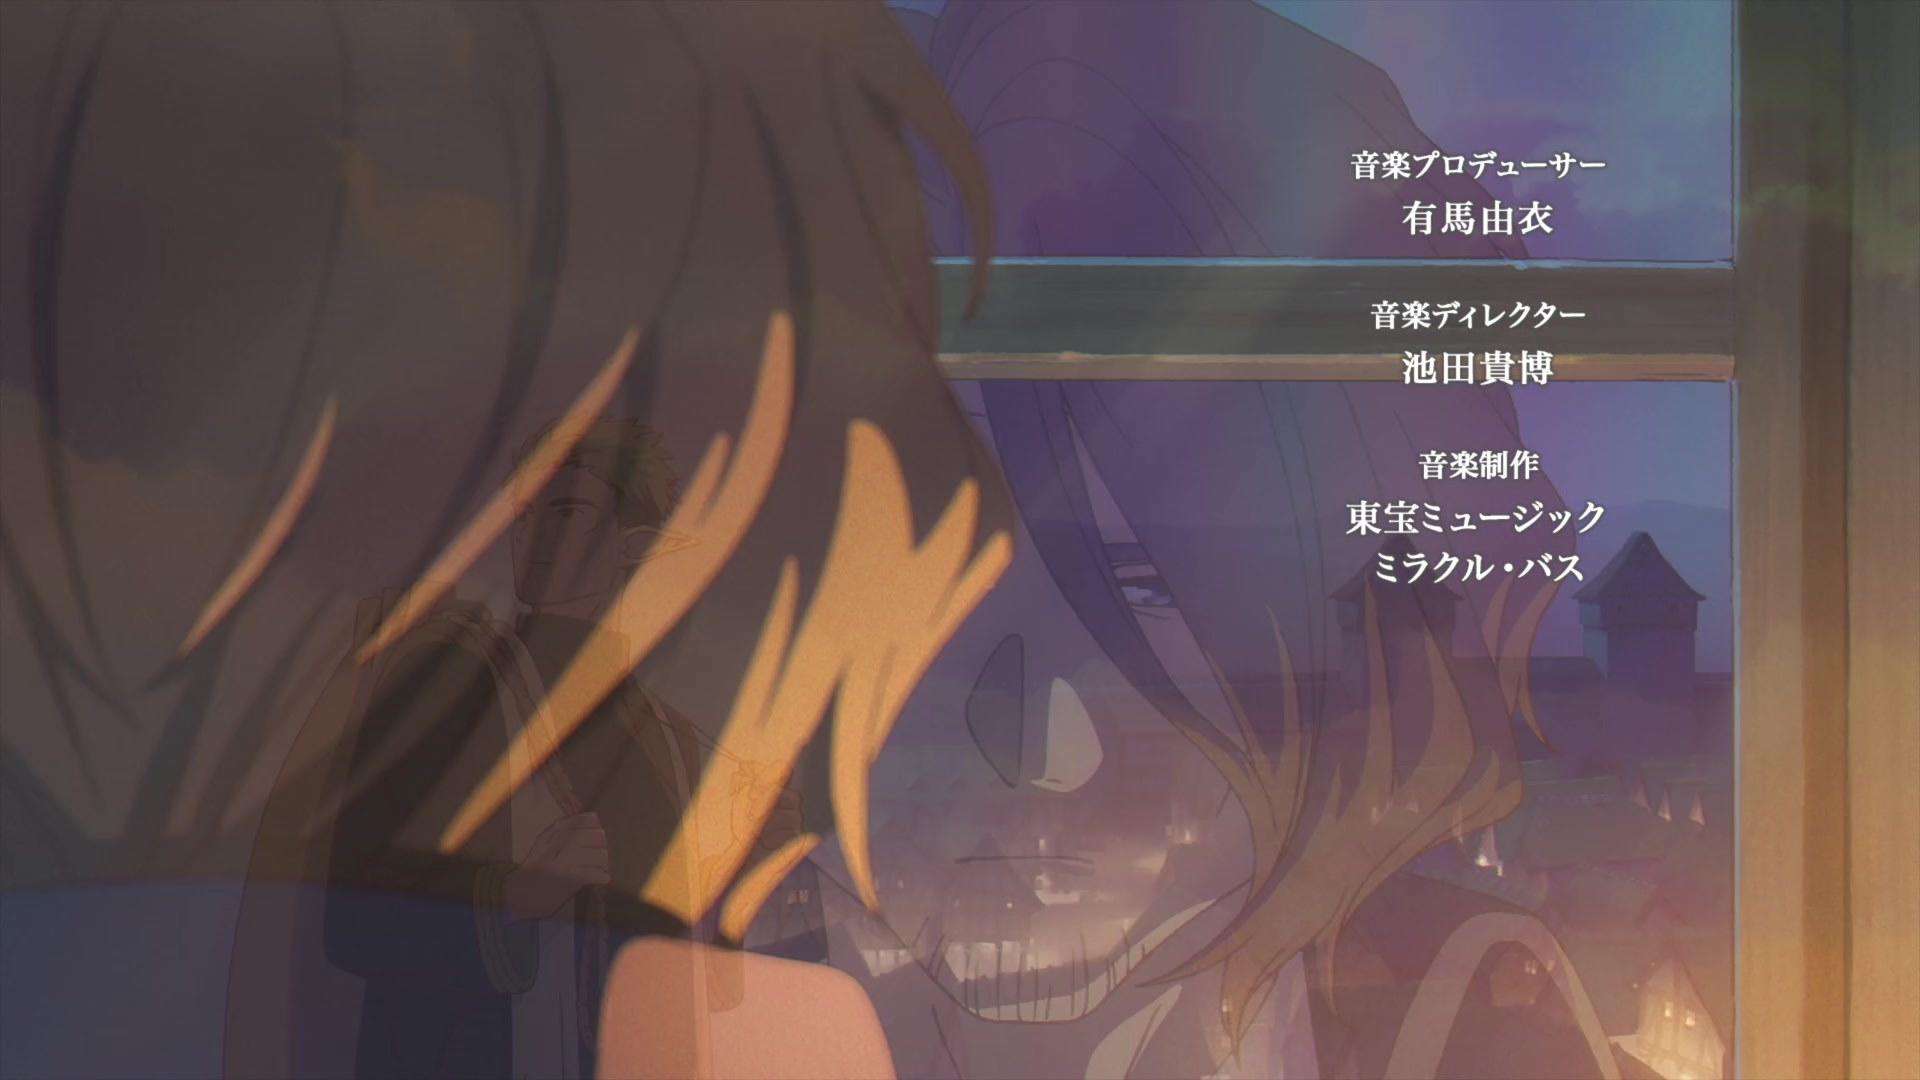 音楽プロデューサー
有馬由衣
音楽ディレクター
池田貴博
音楽制作
東宝ミュージック
ミラクル・バス